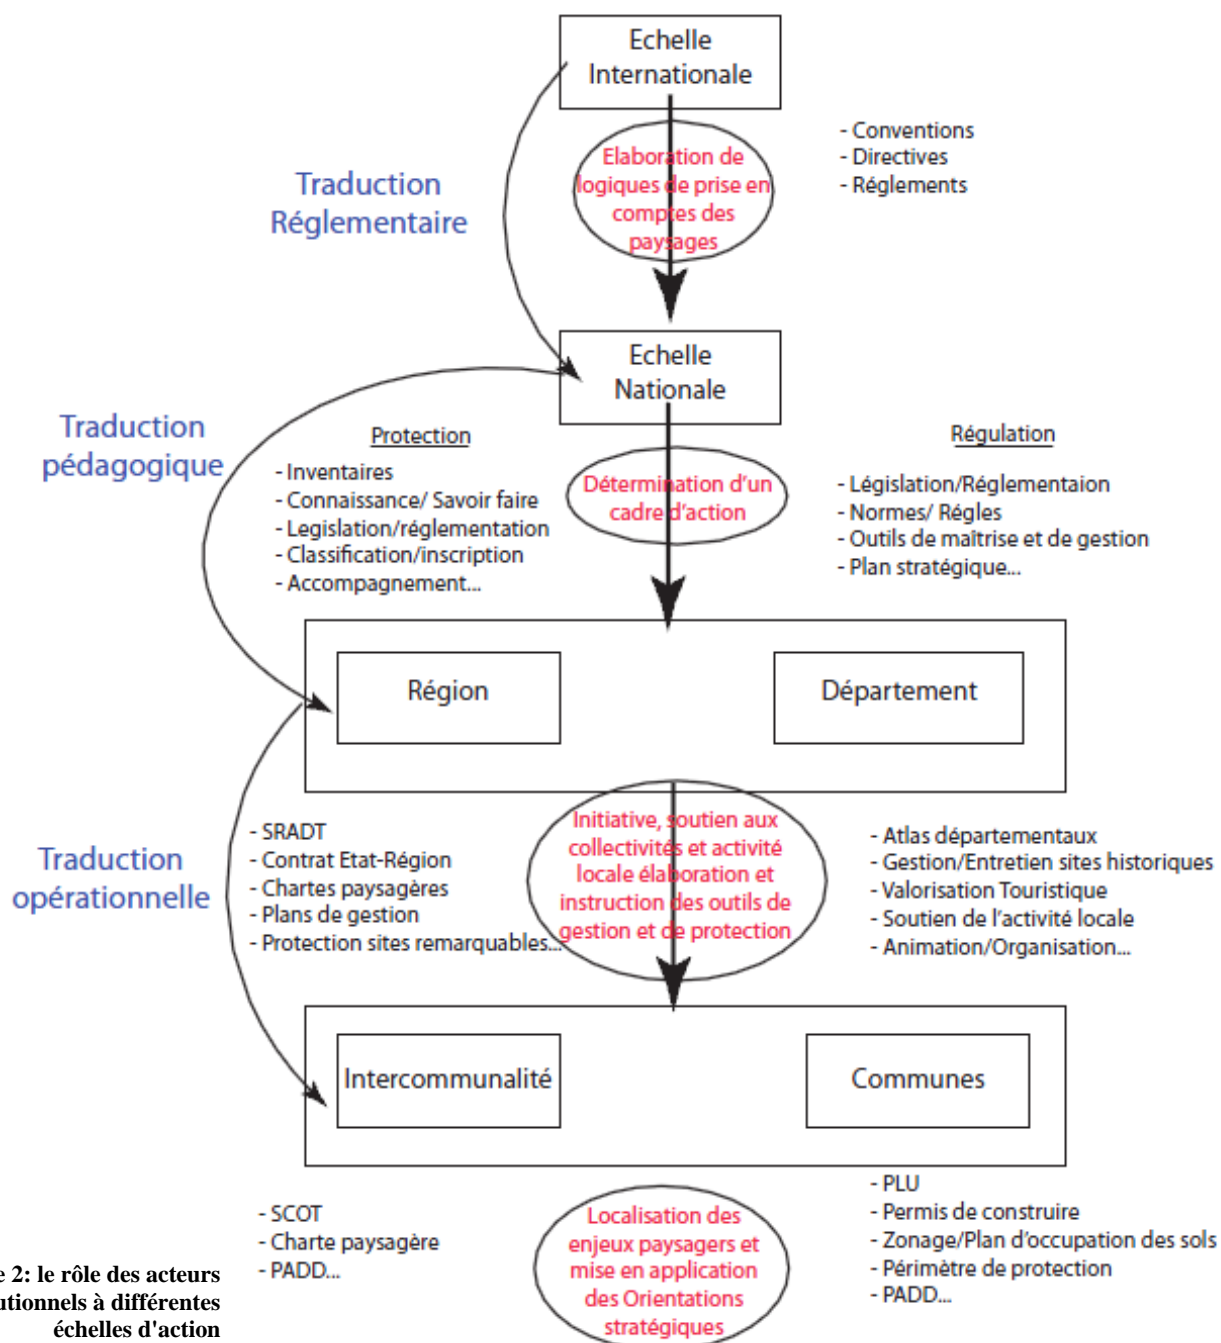 Echelle
Internationale
Elaboration de
logiques de prise en
comptes des
paysages
- Conventions
- Directives
- Réglements
Traduction
Réglementaire
Echelle
Nationale
Traduction
pédagogique
Protection
- Inventaires
- Connaissance/ Savoir faire
- Legislation/réglementation
- Classification/inscription
- Accompagnement...
Détermination d'un
cadre d'action
Régulation
- Législation/Réglementaion
- Normes/ Régles
- Outils de maîtrise et de gestion
- Plan stratégique...
Région
Département
Traduction
opérationnelle
- SRADT
- Contrat Etat-Région
- Chartes paysagères
- Plans de gestion
- Protection sites remarquables...
Initiative, soutien aux
collectivités et activité
locale élaboration et
instruction des outils de
gestion et de protection
- Atlas départementaux
- Gestion/Entretien sites historiques
- Valorisation Touristique
- Soutien de l'activité locale
- Animation/Organisation...
Intercommunalité
Communes
- SCOT
- Charte paysagère
- PADD...
Localisation des
enjeux paysagers et
mise en application
des Orientations
stratégiques
- PLU
- Permis de construire
- Zonage/Plan d'occupation des sols
- Périmètre de protection
- PADD...
e 2: le rôle des acteurs
utionnels à différentes
échelles d'action